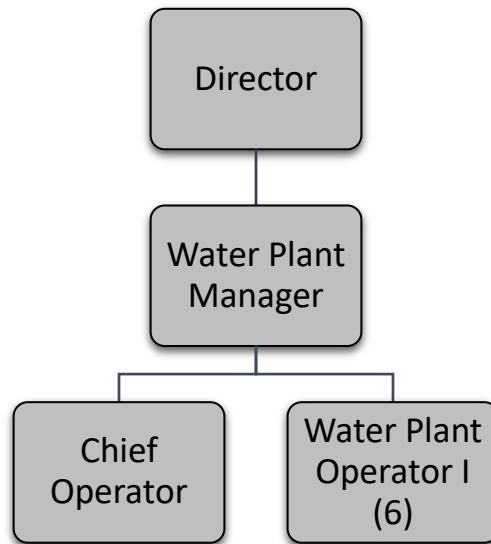 Director
Water Plant
Manager
Chief
Operator
Water Plant
Operator I
(6)